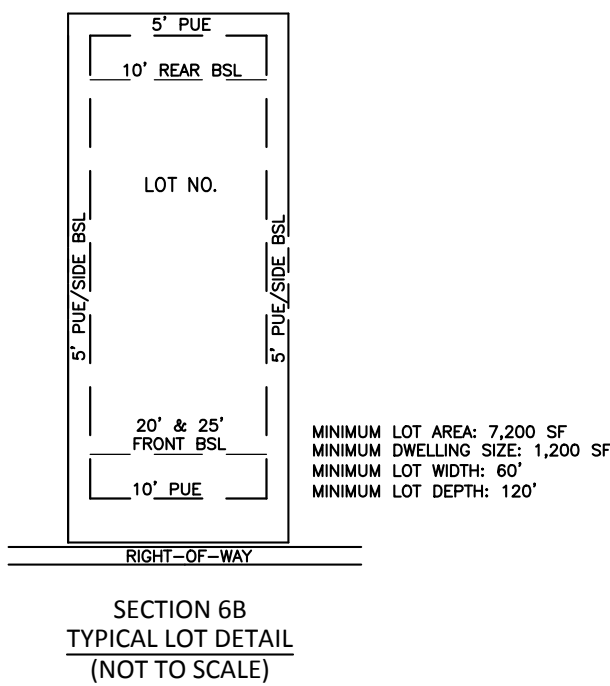 5' PUE
10' REAR BSL
LOT NO.
5' PUE/SIDE BSL
5' PUE/SIDE BSL
20' & 25'
FRONT BSL
10' PUE
MINIMUM LOT AREA: 7,200 SF
MINIMUM DWELLING SIZE: 1,200 SF
MINIMUM LOT WIDTH: 60'
MINIMUM LOT DEPTH: 120'
RIGHT-OF-WAY
SECTION 6B
TYPICAL LOT DETAIL
(NOT TO SCALE)